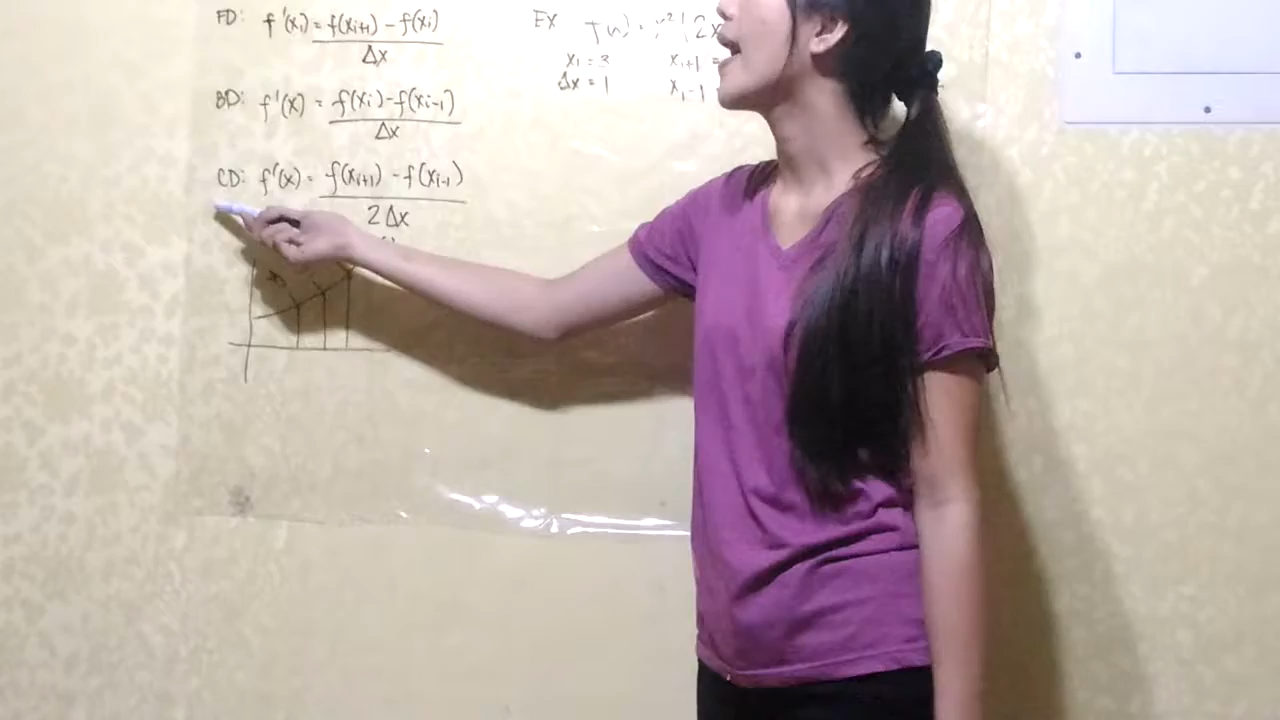 FD: f'(xi) = f(xi+1) - f(xi)
Δx
BD: f'(x) = f(xi) - f(xi-1)
Δx
CD: f'(x) = f(xi+1) - f(xi-1)
2Δx
Ex
x1 = 3
Δx = 1
xi+1 =
xi-1